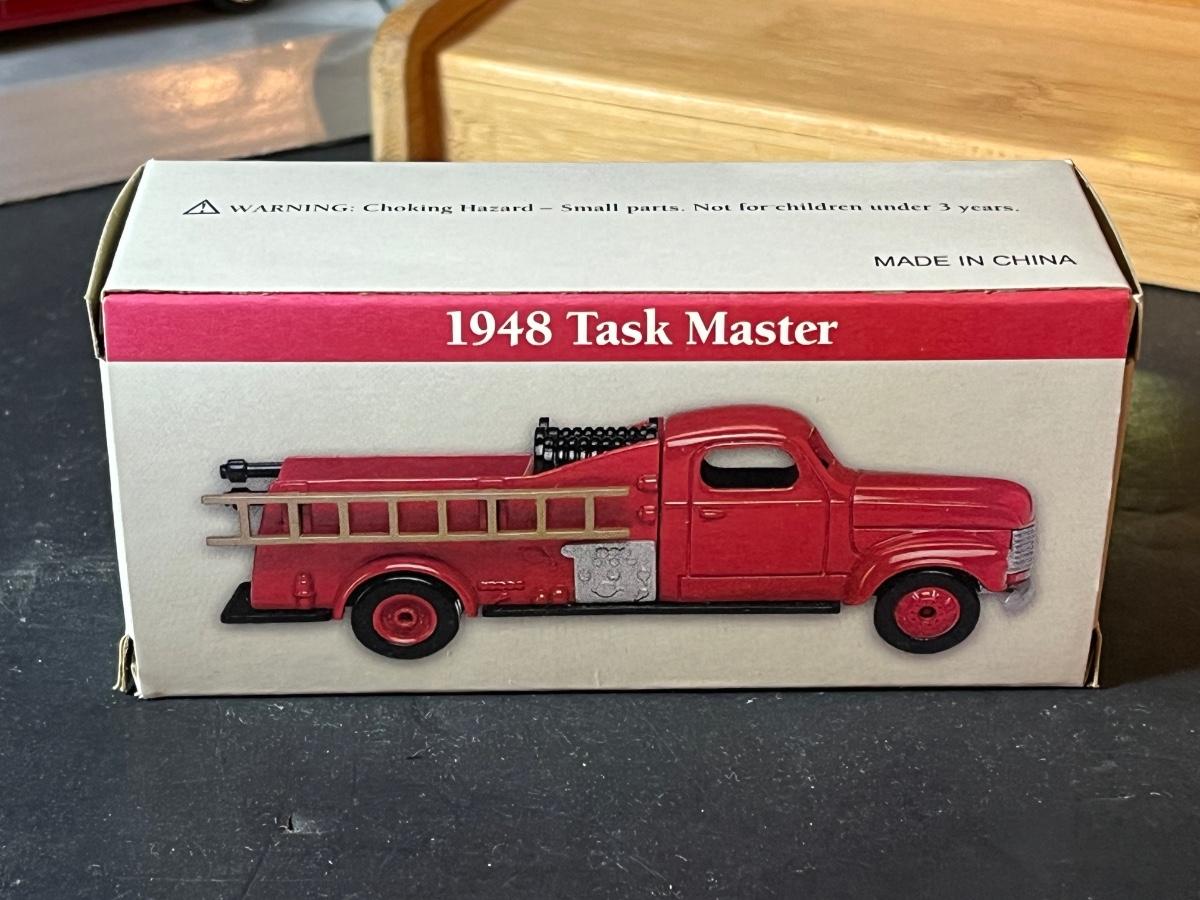 ⚠ WARNING: Choking Hazard – Small parts. Not for children under 3 years.
MADE IN CHINA
1948 Task Master